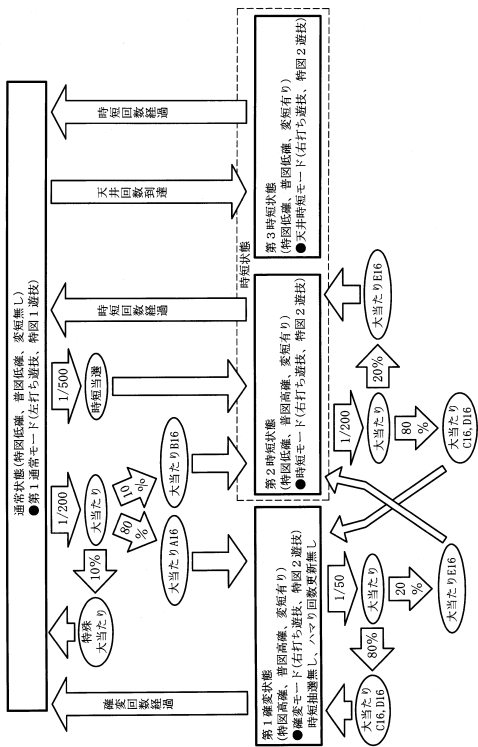 通常状態(特図低確、普図低確、変短無し)
●第1通常モード(左打ち遊技、特図1遊技)
確変回数経過
特殊
大当たり
10%
1/200
大当たり
80%
10%
大当たりA16
大当たりB16
1/500
時短当選
時短回数経過
天井回数到達
時短回数経過
時短状態
第1確変状態
(特図高確、普図高確、変短有り)
●確変モード(右打ち遊技、特図2遊技)
時短抽選無し、ハマり回数更新無し
第2時短状態
(特図低確、普図高確、変短有り)
●時短モード(右打ち遊技、特図2遊技)
第3時短状態
(特図低確、普図低確、変短有り)
●天井時短モード(右打ち遊技、特図2遊技)
1/50
大当たり
80%
20
%
大当たり
C16,D16
大当たりE16
1/200
大当たり
80
%
20%
大当たり
C16,D16
大当たりE16